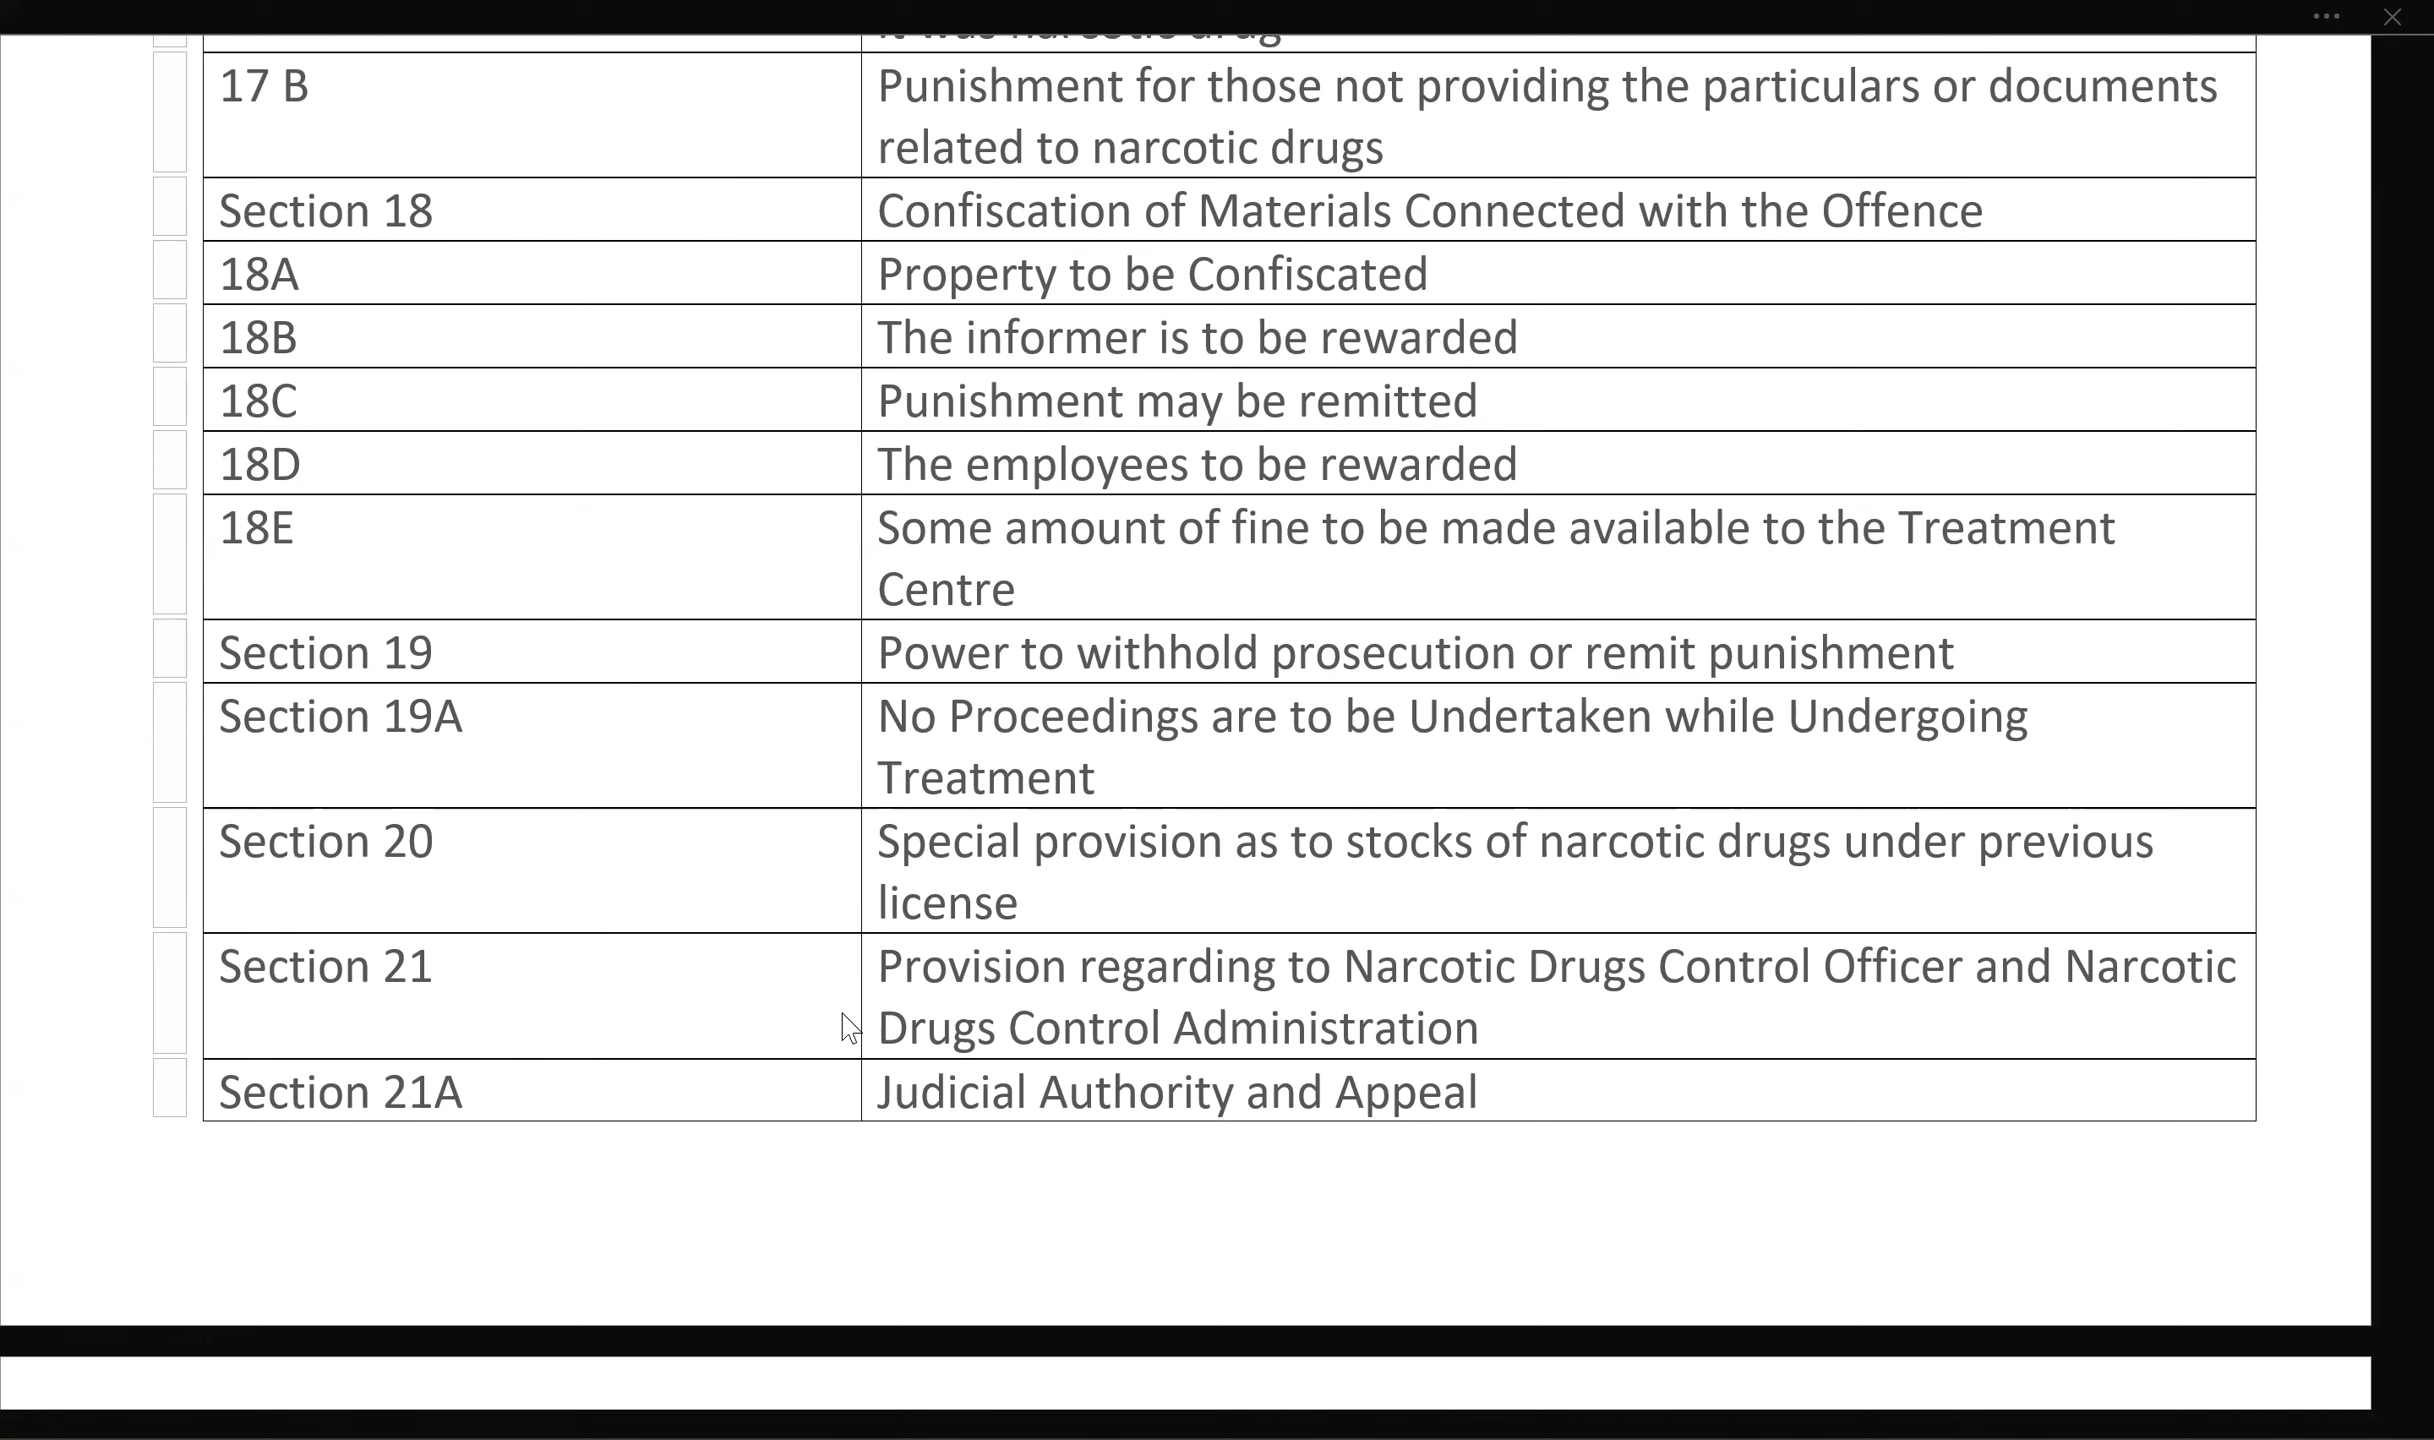 it was narcotic drug
17 B
Punishment for those not providing the particulars or documents
related to narcotic drugs
Section 18
Confiscation of Materials Connected with the Offence
18A
Property to be Confiscated
18B
The informer is to be rewarded
18C
Punishment may be remitted
18D
The employees to be rewarded
18E
Some amount of fine to be made available to the Treatment
Centre
Section 19
Power to withhold prosecution or remit punishment
Section 19A
No Proceedings are to be Undertaken while Undergoing
Treatment
Section 20
Special provision as to stocks of narcotic drugs under previous
license
Section 21
Provision regarding to Narcotic Drugs Control Officer and Narcotic
Drugs Control Administration
Section 21A
Judicial Authority and Appeal